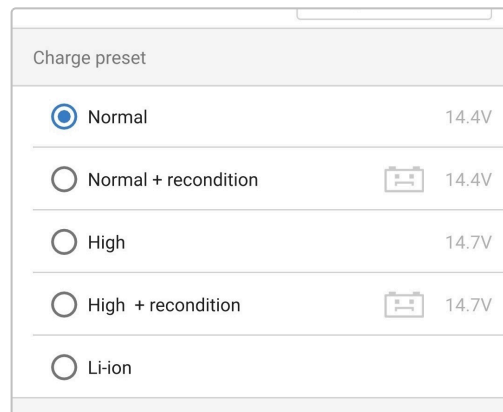 Charge preset
Normal 14.4V
Normal + recondition 14.4V
High 14.7V
High + recondition 14.7V
Li-ion